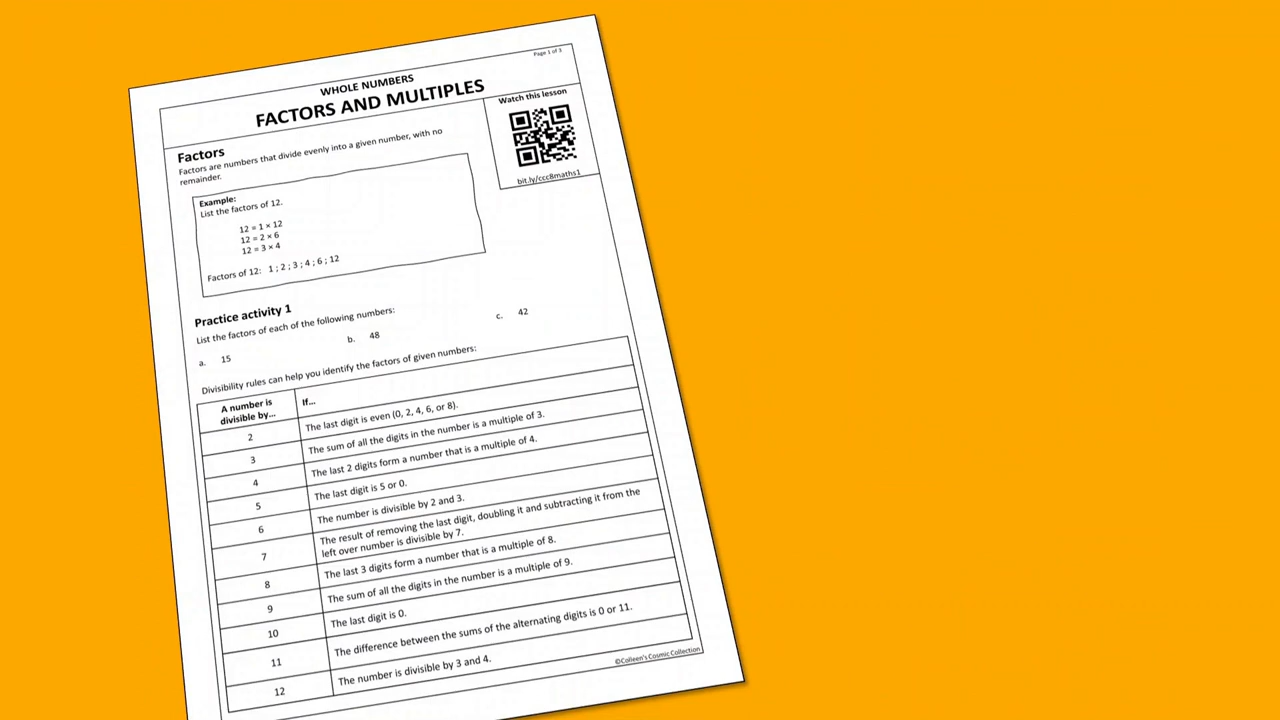 Page 1 of 3
WHOLE NUMBERS
FACTORS AND MULTIPLES
Watch this lesson
bit.ly/ccc8maths1
Factors
Factors are numbers that divide evenly into a given number, with no
remainder.
Example:
List the factors of 12.
12 = 1 × 12
12 = 2 × 6
12 = 3 × 4
Factors of 12: 1 ; 2 ; 3 ; 4 ; 6 ; 12
Practice activity 1
List the factors of each of the following numbers:
a. 15 b. 48 c. 42
Divisibility rules can help you identify the factors of given numbers:
A number is
divisible by...
If...
2 The last digit is even (0, 2, 4, 6, or 8).
3 The sum of all the digits in the number is a multiple of 3.
4 The last 2 digits form a number that is a multiple of 4.
5 The last digit is 5 or 0.
6 The number is divisible by 2 and 3.
7 The result of removing the last digit, doubling it and subtracting it from the
left over number is divisible by 7.
8 The last 3 digits form a number that is a multiple of 8.
9 The sum of all the digits in the number is a multiple of 9.
10 The last digit is 0.
11 The difference between the sums of the alternating digits is 0 or 11.
12 The number is divisible by 3 and 4.
©Colleen's Cosmic Collection